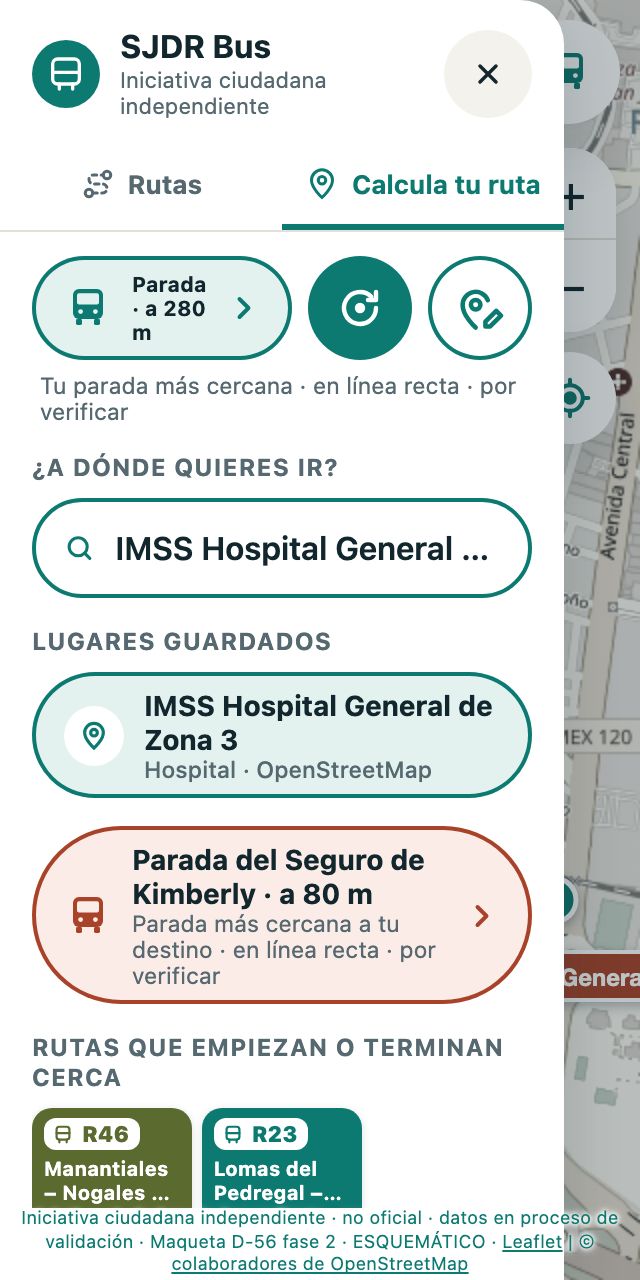 SJDR Bus
Iniciativa ciudadana
independiente
Rutas
Calcula tu ruta
Parada
· a 280
m
Tu parada más cercana · en línea recta · por
verificar
¿A DÓNDE QUIERES IR?
IMSS Hospital General ...
LUGARES GUARDADOS
IMSS Hospital General de
Zona 3
Hospital · OpenStreetMap
Parada del Seguro de
Kimberly · a 80 m
Parada más cercana a tu
destino · en línea recta · por
verificar
RUTAS QUE EMPIEZAN O TERMINAN
CERCA
R46
Manantiales
– Nogales ...
R23
Lomas del
Pedregal –...
+
−
Avenida Central
MEX 120
Genera
Iniciativa ciudadana independiente · no oficial · datos en proceso de
validación · Maqueta D-56 fase 2 · ESQUEMÁTICO · Leaflet | ©
colaboradores de OpenStreetMap